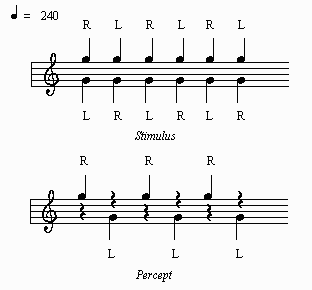 ♩ = 240
R L R L R L
L R L R L R
Stimulus
R R R
L L L
Percept